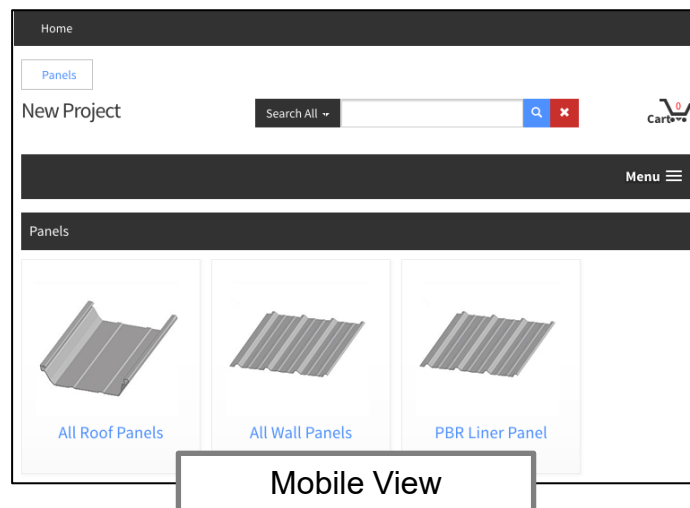 Home
Panels
New Project
Search All
0
Cart
Menu
Panels
All Roof Panels
All Wall Panels
PBR Liner Panel
Mobile View